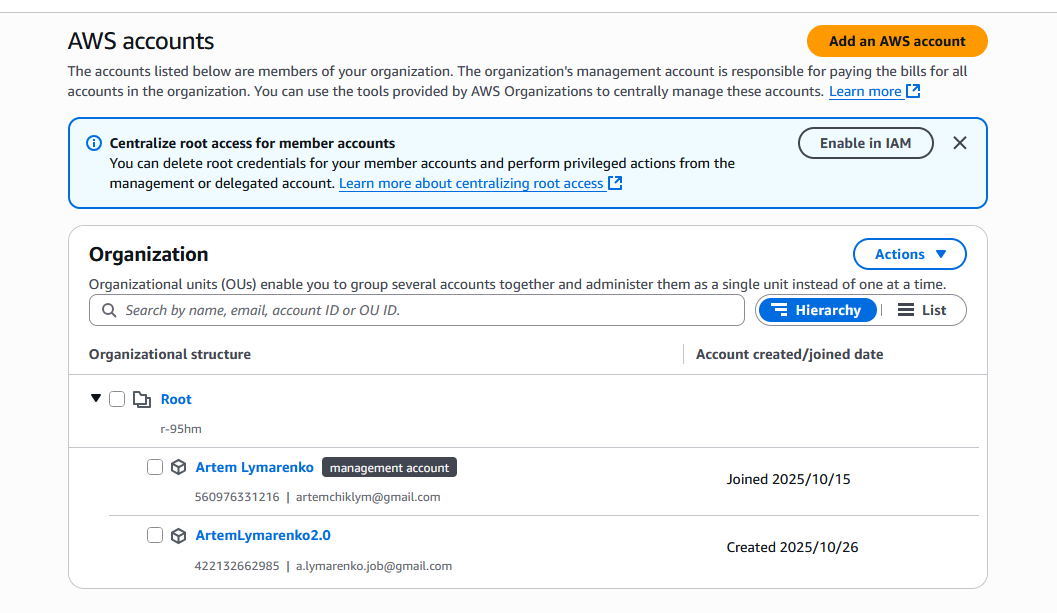 AWS accounts
Add an AWS account
The accounts listed below are members of your organization. The organization's management account is responsible for paying the bills for all
accounts in the organization. You can use the tools provided by AWS Organizations to centrally manage these accounts. Learn more
Centralize root access for member accounts
You can delete root credentials for your member accounts and perform privileged actions from the
management or delegated account. Learn more about centralizing root access
Enable in IAM
Organization
Actions
Organizational units (OUs) enable you to group several accounts together and administer them as a single unit instead of one at a time.
Search by name, email, account ID or OU ID.
Hierarchy
List
Organizational structure
Account created/joined date
Root
r-95hm
Artem Lymarenko management account
560976331216 | artemchiklym@gmail.com
Joined 2025/10/15
ArtemLymarenko2.0
422132662985 | a.lymarenko.job@gmail.com
Created 2025/10/26